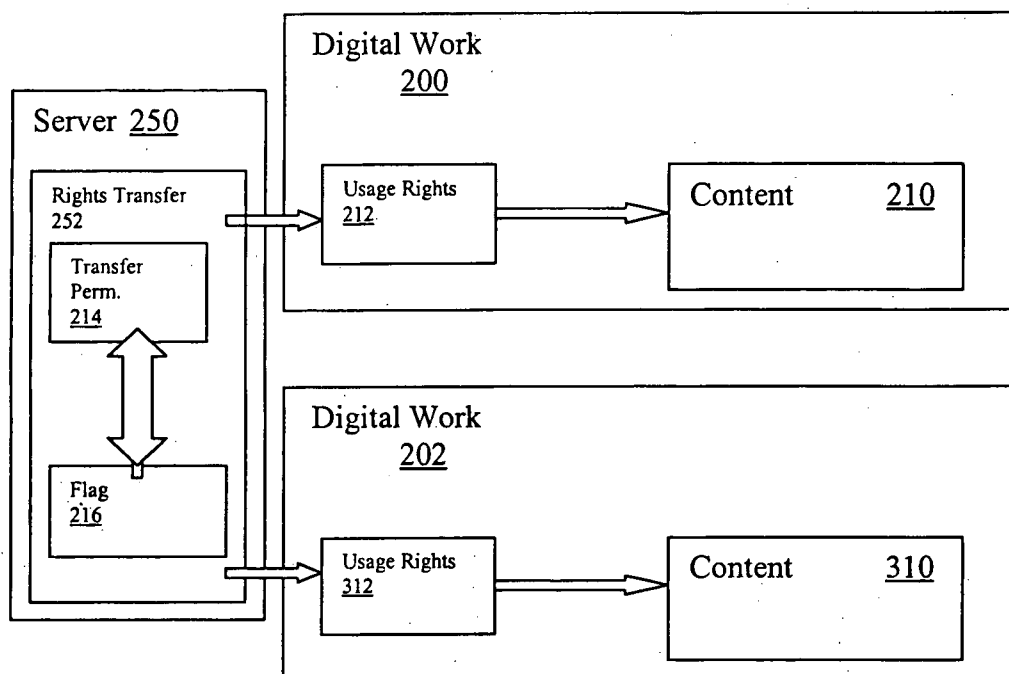 Digital Work
200
Server 250
Rights Transfer
252
Transfer
Perm.
214
Flag
216
Usage Rights
212
Content 210
Digital Work
202
Usage Rights
312
Content 310